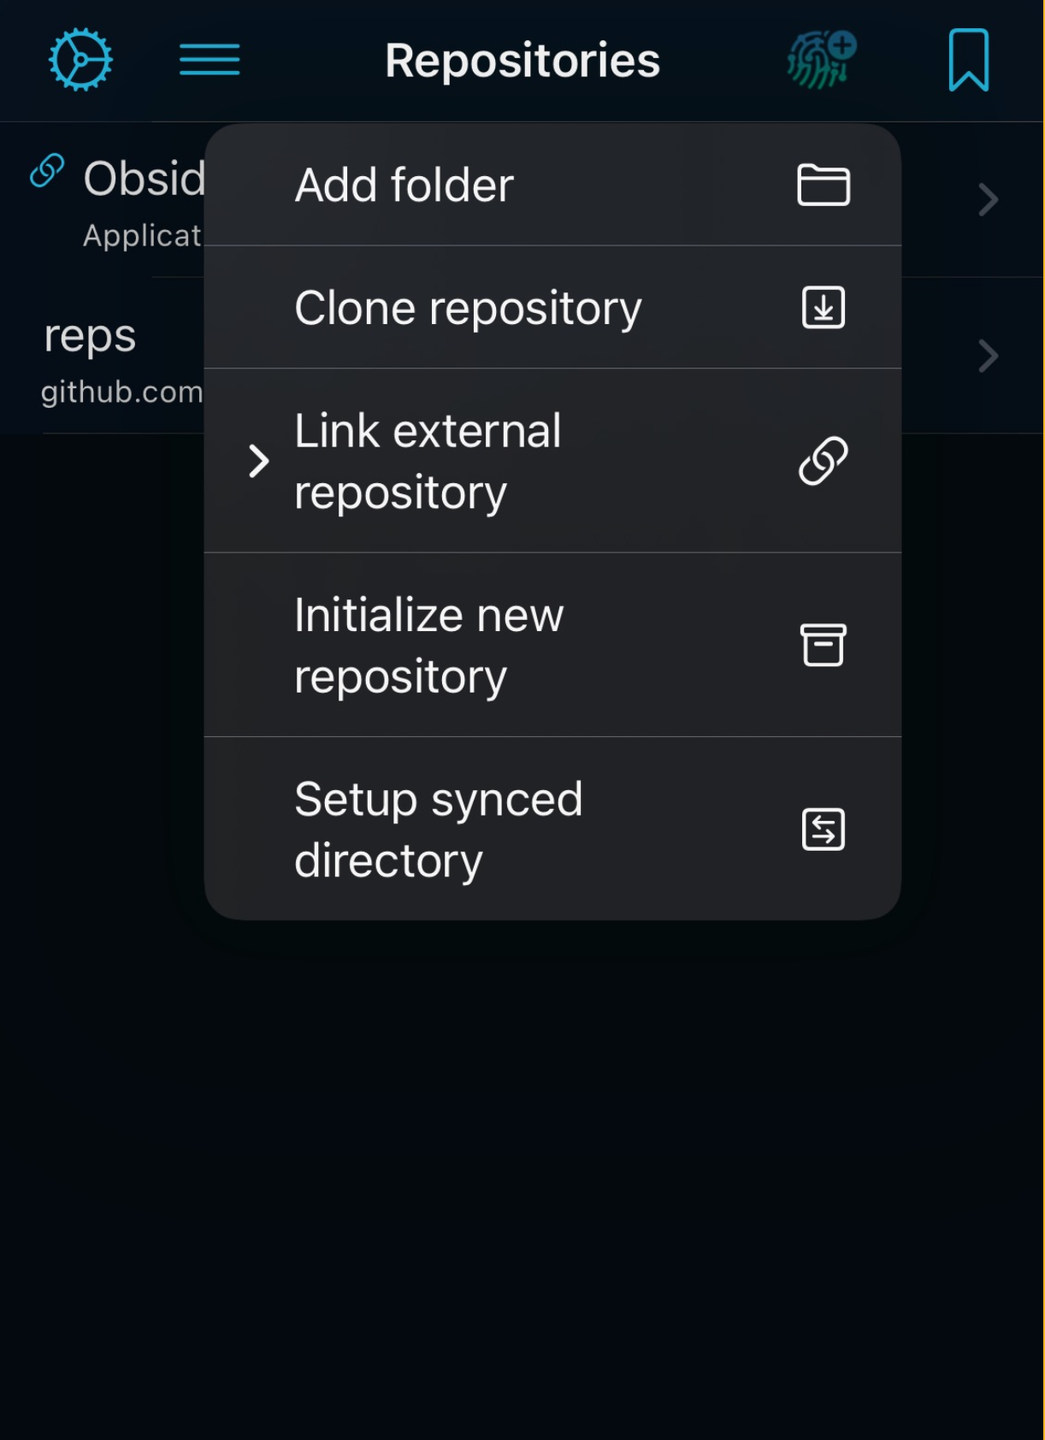 Repositories
Obsid
Applicat
reps
github.com
Add folder
Clone repository
Link external
repository
Initialize new
repository
Setup synced
directory